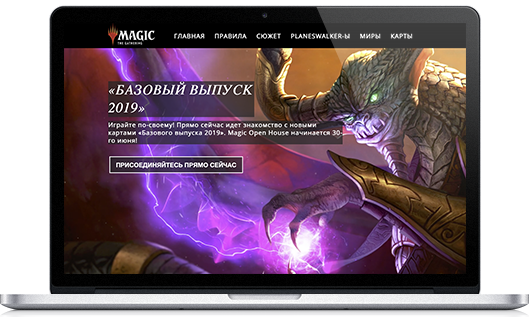 MAGIC
THE GATHERING
ГЛАВНАЯ ПРАВИЛА СЮЖЕТ PLANESWALKER-Ы МИРЫ КАРТЫ
«БАЗОВЫЙ ВЫПУСК
2019»
Играйте по-своему! Прямо сейчас идет знакомство с новыми
картами «Базового выпуска 2019». Magic Open House начинается 30-
го июня!
ПРИСОЕДИНЯЙТЕСЬ ПРЯМО СЕЙЧАС